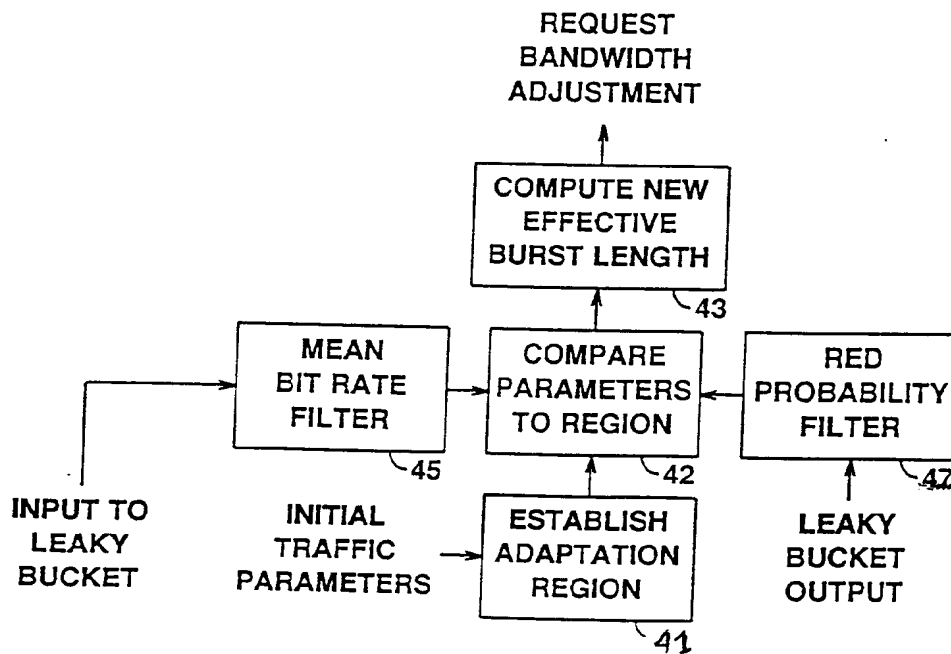 REQUEST
BANDWIDTH
ADJUSTMENT
COMPUTE NEW
EFFECTIVE
BURST LENGTH
43
MEAN
BIT RATE
FILTER
45
COMPARE
PARAMETERS
TO REGION
42
RED
PROBABILITY
FILTER
47
INPUT TO
LEAKY
BUCKET
INITIAL
TRAFFIC
PARAMETERS
ESTABLISH
ADAPTATION
REGION
41
LEAKY
BUCKET
OUTPUT